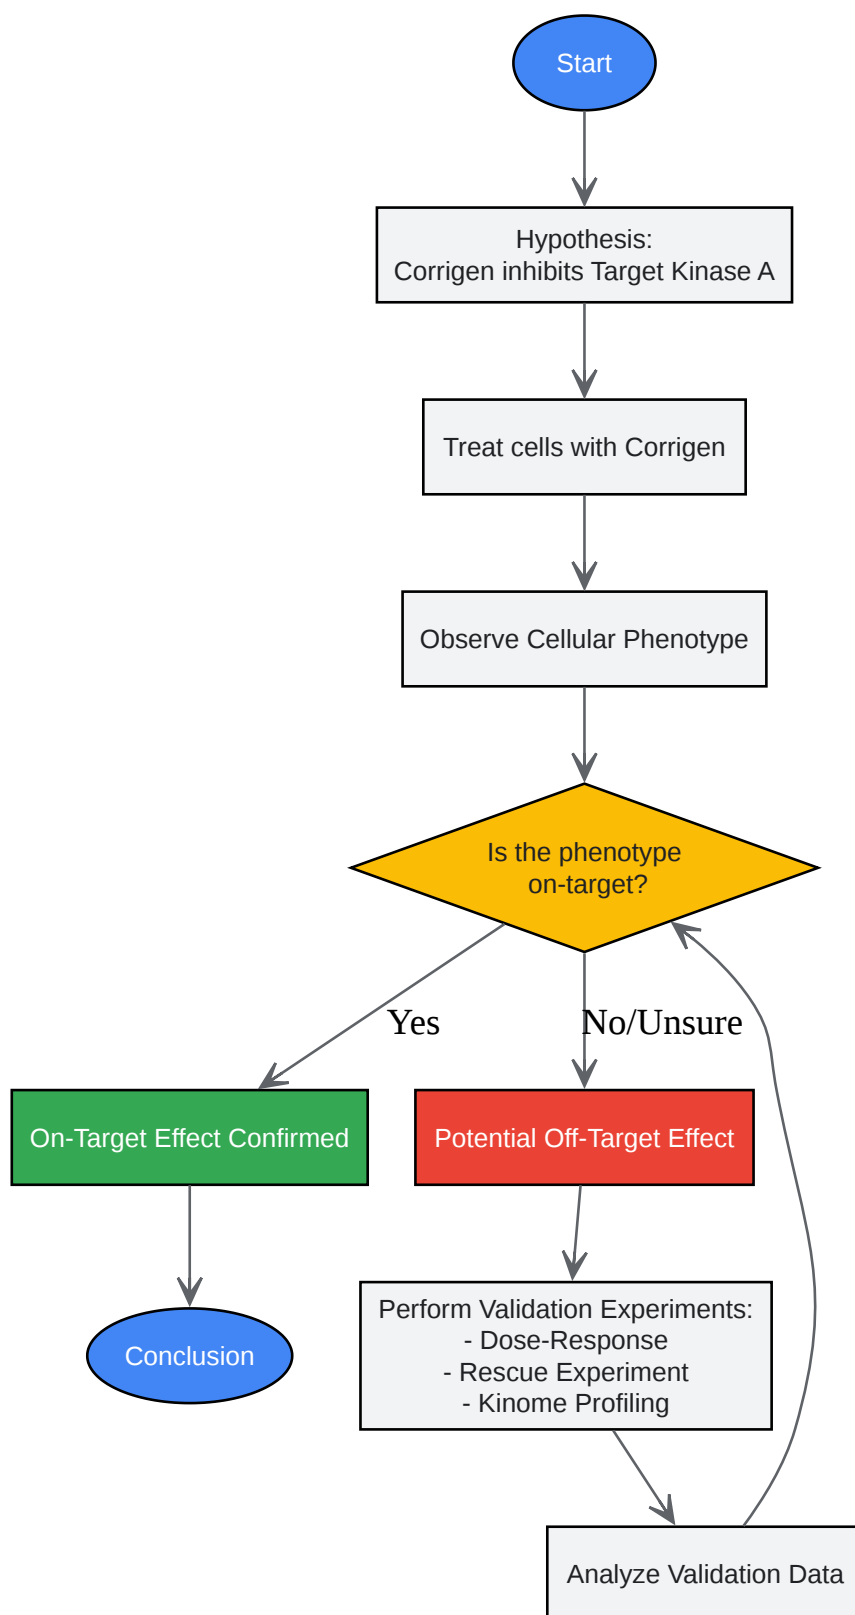 Start
Hypothesis:
Corrigen inhibits Target Kinase A
Treat cells with Corrigen
Observe Cellular Phenotype
Is the phenotype
on-target?
Yes
No/Unsure
On-Target Effect Confirmed
Potential Off-Target Effect
Perform Validation Experiments:
- Dose-Response
- Rescue Experiment
- Kinome Profiling
Conclusion
Analyze Validation Data